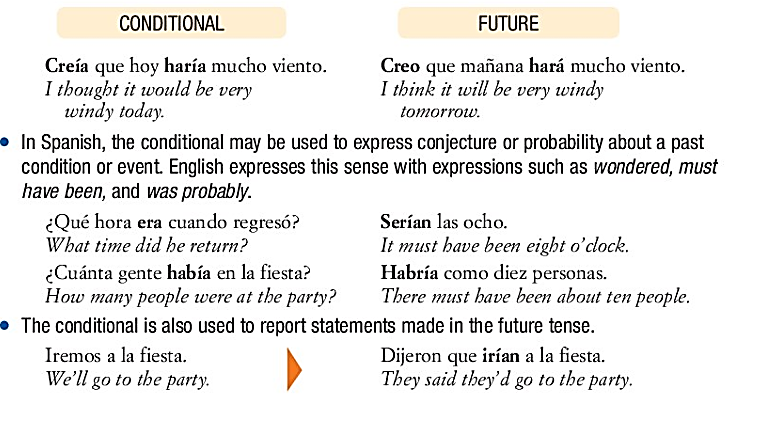 CONDITIONAL FUTURE
Creía que hoy haría mucho viento. Creo que mañana hará mucho viento.
I thought it would be very I think it will be very windy
windy today. tomorrow.
• In Spanish, the conditional may be used to express conjecture or probability about a past
condition or event. English expresses this sense with expressions such as wondered, must
have been, and was probably.
¿Qué hora era cuando regresó? Serían las ocho.
What time did he return? It must have been eight o'clock.
¿Cuánta gente había en la fiesta? Habría como diez personas.
How many people were at the party? There must have been about ten people.
• The conditional is also used to report statements made in the future tense.
Iremos a la fiesta. Dijeron que irían a la fiesta.
We'll go to the party. They said they'd go to the party.